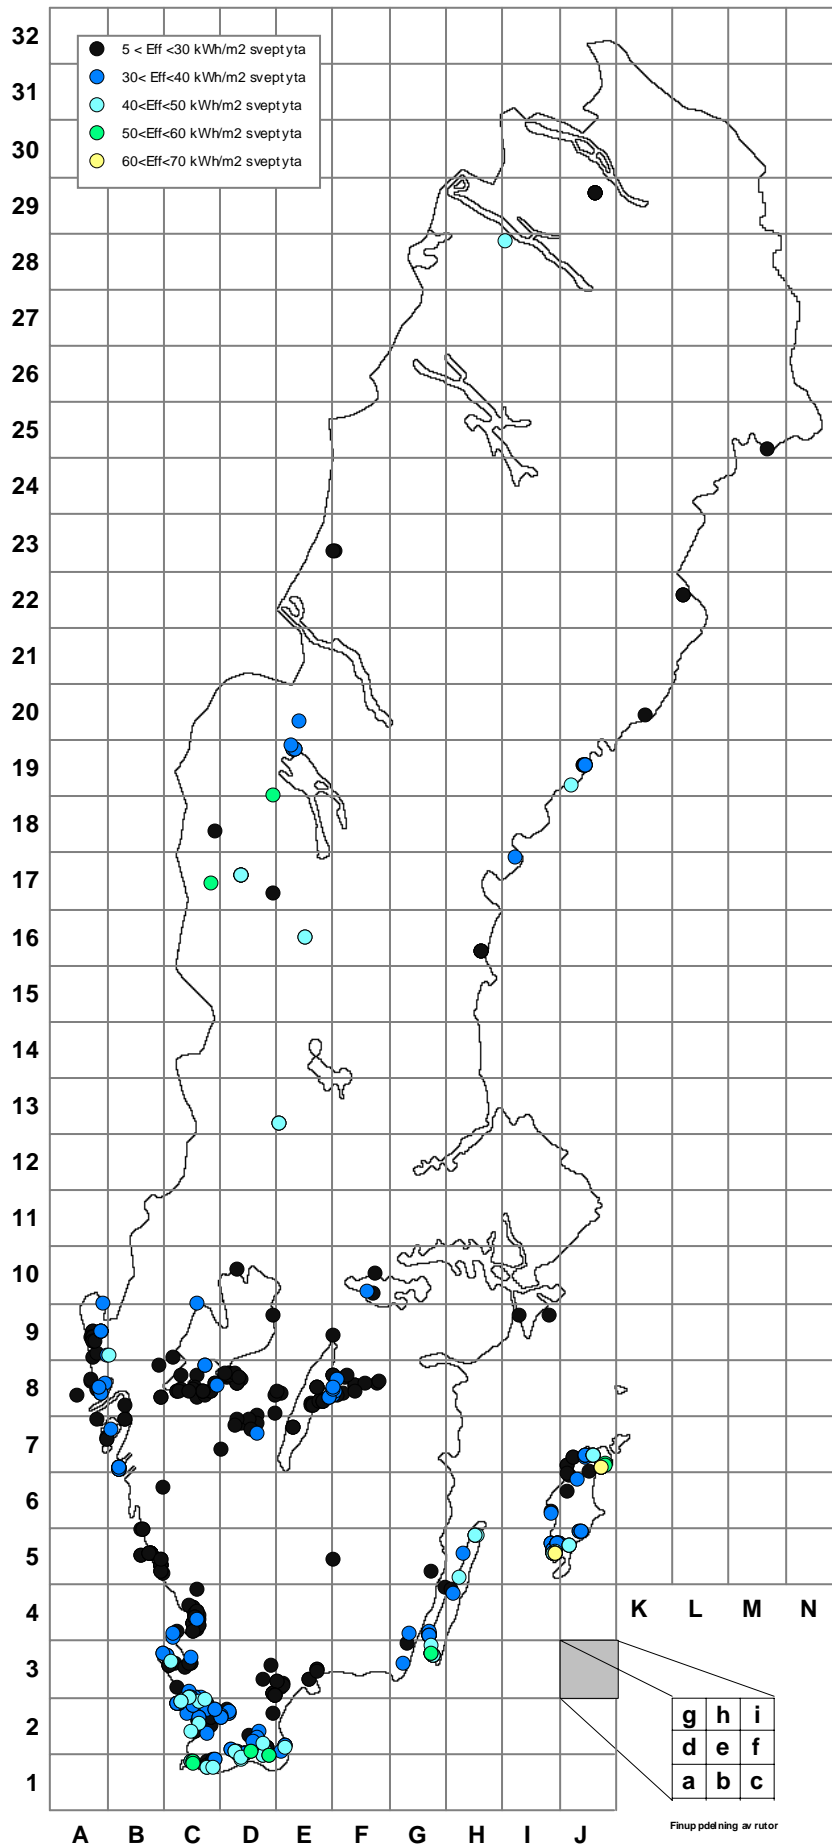 32
5 < Eff <30 kWh/m2 sveptyta
30< Eff<40 kWh/m2 sveptyta
31
40<Eff<50 kWh/m2 sveptyta
50<Eff<60 kWh/m2 sveptyta
30
60<Eff<70 kWh/m2 sveptyta
29
28
27
26
25
24
23
22
21
20
19
18
17
16
15
14
13
12
11
10
9
8
7
6
5
4
K L M N
3
g h i
2
d e f
a b c
1
A B C D E F G H I J
Finuppdelning av rutor